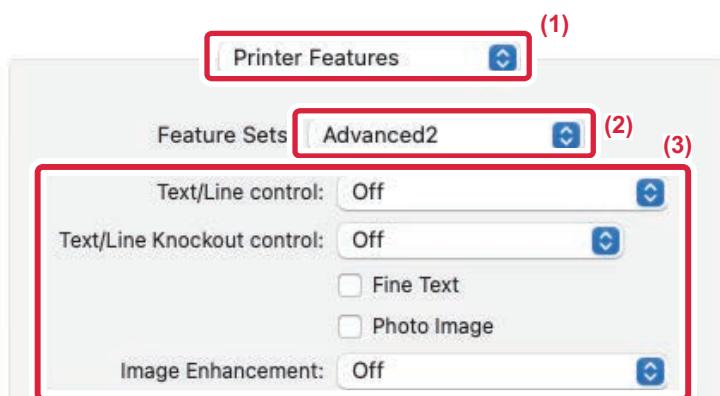 (1)
Printer Features
Feature Sets Advanced2 (2)
(3)
Text/Line control: Off
Text/Line Knockout control: Off
Fine Text
Photo Image
Image Enhancement: Off